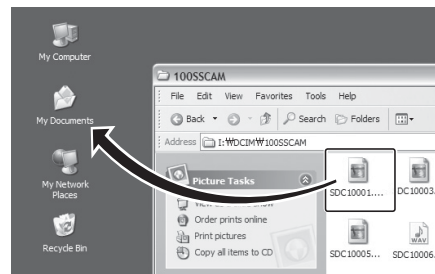 My Computer
My Documents
My Network
Places
Recycle Bin
100SSCAM
File Edit View Favorites Tools Help
Back Search Folders
Address I:₩DCIM₩100SSCAM
Picture Tasks
Order prints online
Print pictures
Copy all items to CD
SDC10001....
DC10003.
WAV
SDC10005...
SDC10006.